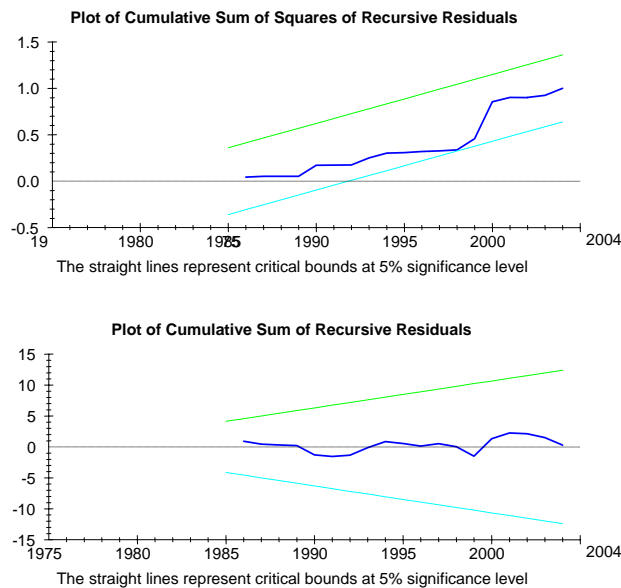 Plot of Cumulative Sum of Squares of Recursive Residuals
1.5
1.0
0.5
0.0
-0.5
1975 1980 1985 1990 1995 2000 2004
The straight lines represent critical bounds at 5% significance level
Plot of Cumulative Sum of Recursive Residuals
15
10
5
0
-5
-10
-15
1975 1980 1985 1990 1995 2000 2004
The straight lines represent critical bounds at 5% significance level